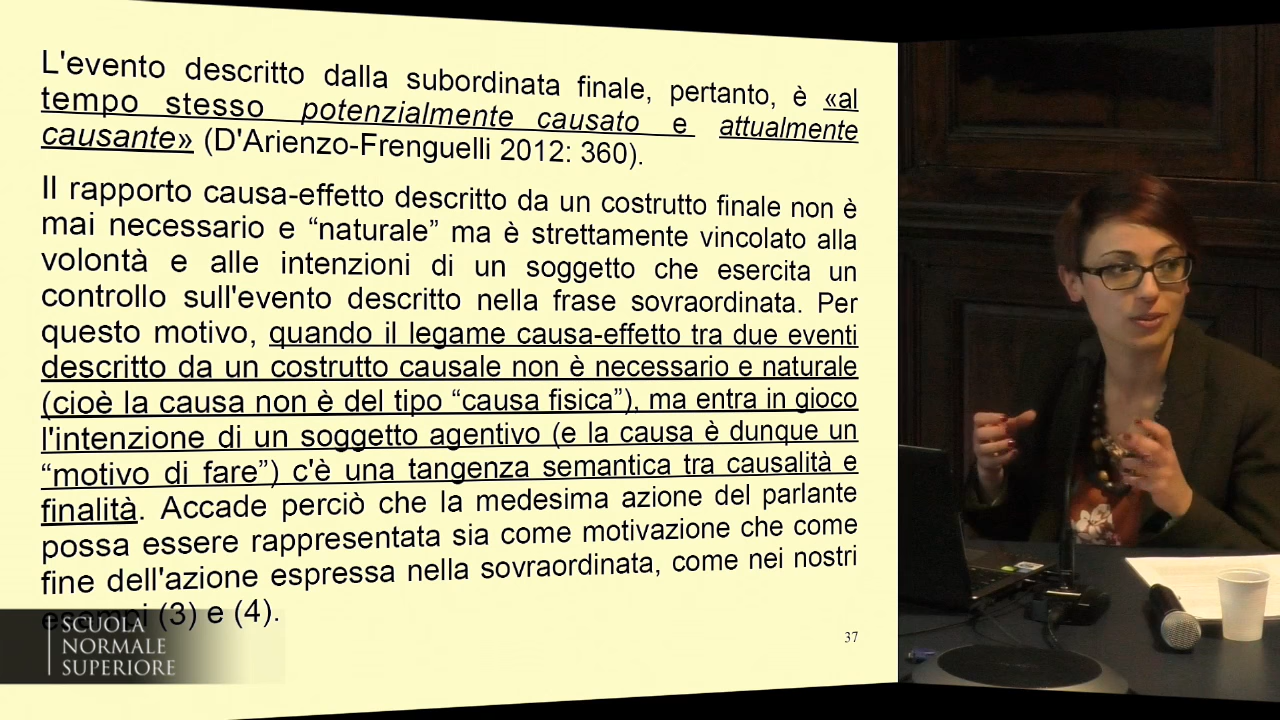 L'evento descritto dalla subordinata finale, pertanto, è «al
tempo stesso potenzialmente causato e attualmente
causante» (D'Arienzo-Frenguelli 2012: 360).
Il rapporto causa-effetto descritto da un costrutto finale non è
mai necessario e “naturale” ma è strettamente vincolato alla
volontà e alle intenzioni di un soggetto che esercita un
controllo sull'evento descritto nella frase sovraordinata. Per
questo motivo, quando il legame causa-effetto tra due eventi
descritto da un costrutto causale non è necessario e naturale
(cioè la causa non è del tipo “causa fisica”), ma entra in gioco
l'intenzione di un soggetto agentivo (e la causa è dunque un
“motivo di fare”) c'è una tangenza semantica tra causalità e
finalità. Accade perciò che la medesima azione del parlante
possa essere rappresentata sia come motivazione che come
fine dell'azione espressa nella sovraordinata, come nei nostri
esempi (3) e (4).
37
SCUOLA
NORMALE
SUPERIORE